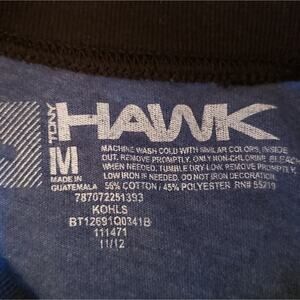 TONY
HAWK
M
MADE IN
GUATEMALA
MACHINE WASH COLD WITH SIMILAR COLORS, INSIDE
OUT. REMOVE PROMPTLY. ONLY NON-CHLORINE BLEACH
WHEN NEEDED. TUMBLE DRY LOW. REMOVE PROMPTLY.
LOW IRON IF NEEDED. DO NOT IRON DECORATION.
55% COTTON / 45% POLYESTER RN# 55219
787072251393
KOHLS
BT12691Q0341B
111471
11/12